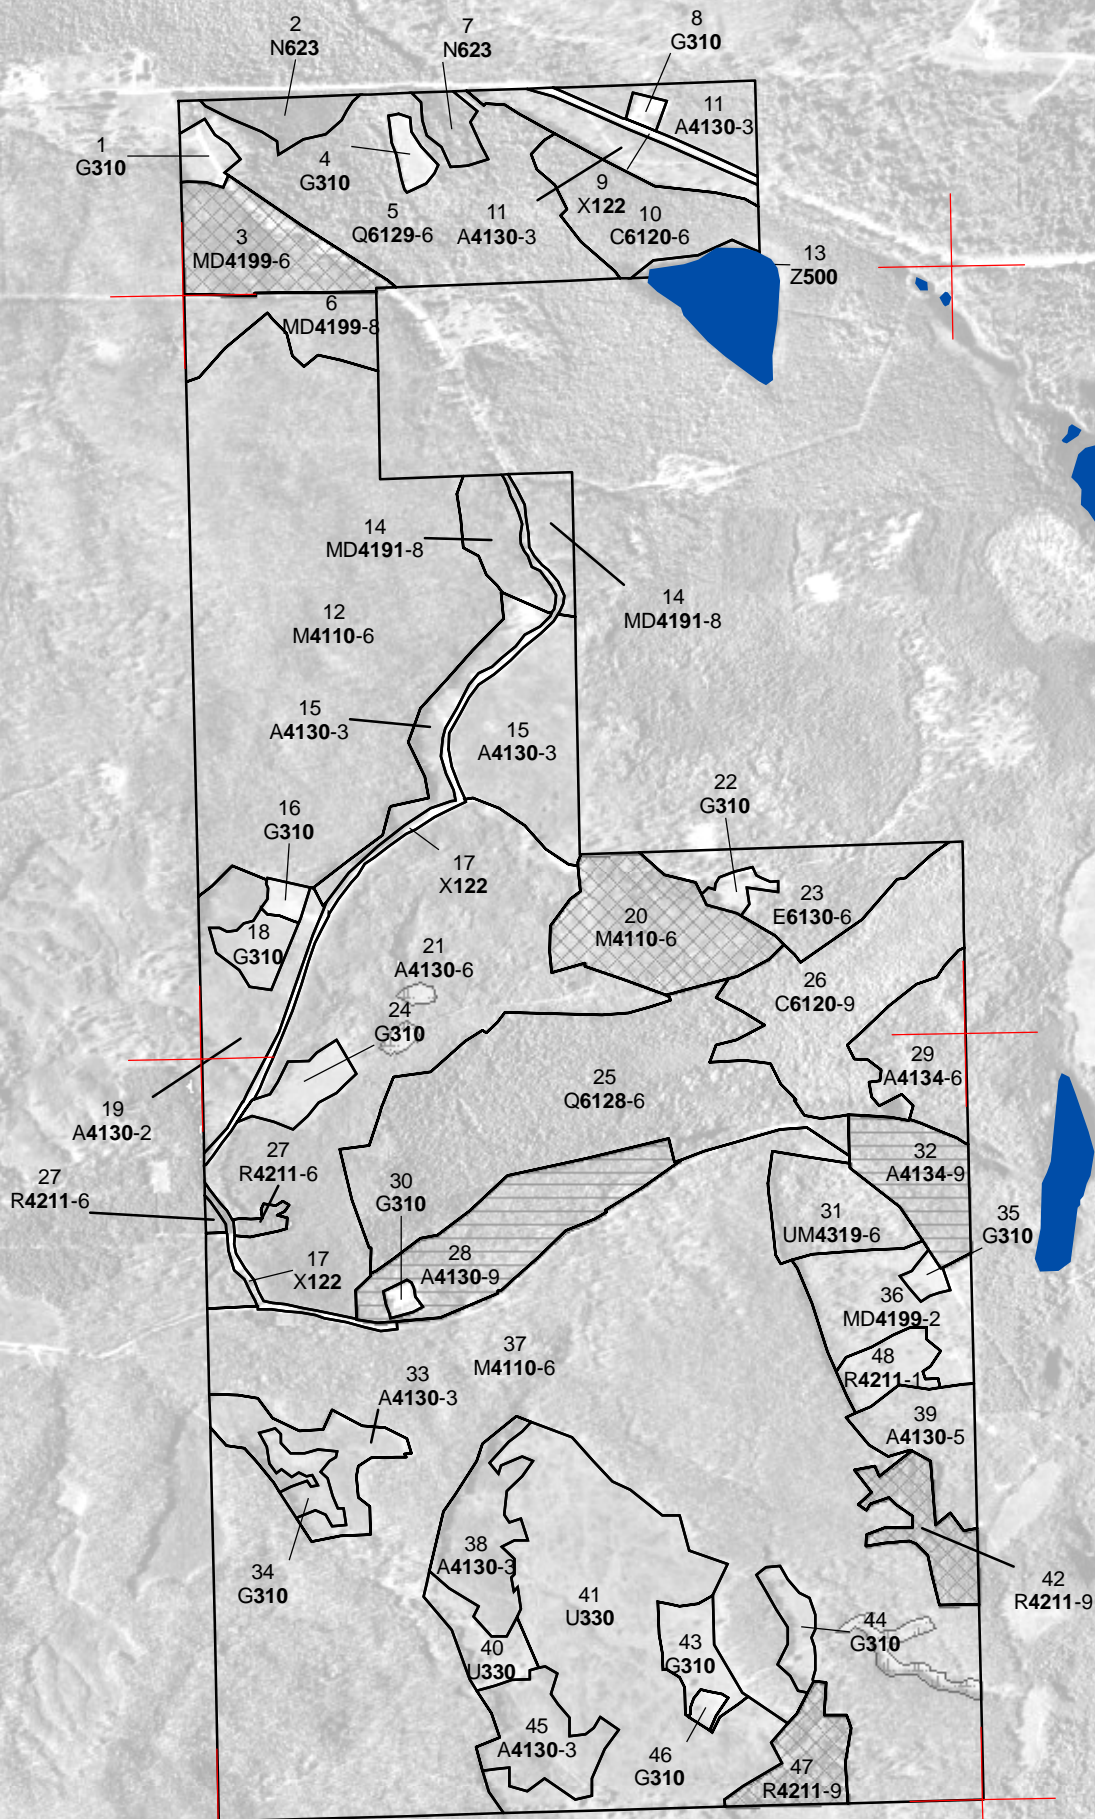 2
N623
7
N623
8
G310
11
A4130-3
1
G310
4
G310
9
X122
5
Q6129-6
11
A4130-3
10
C6120-6
3
MD4199-6
13
Z500
6
MD4199-8
14
MD4191-8
14
MD4191-8
12
M4110-6
15
A4130-3
15
A4130-3
22
G310
16
G310
17
X122
23
E6130-6
20
M4110-6
18
G310
21
A4130-6
26
C6120-9
24
G310
29
A4134-6
25
Q6128-6
19
A4130-2
27
R4211-6
27
R4211-6
32
A4134-9
30
G310
31
UM4319-6
35
G310
28
A4130-9
17
X122
36
MD4199-2
37
M4110-6
48
R4211-1
33
A4130-3
39
A4130-5
38
A4130-3
34
G310
42
R4211-9
41
U330
44
G310
43
G310
40
U330
45
A4130-3
46
G310
47
R4211-9